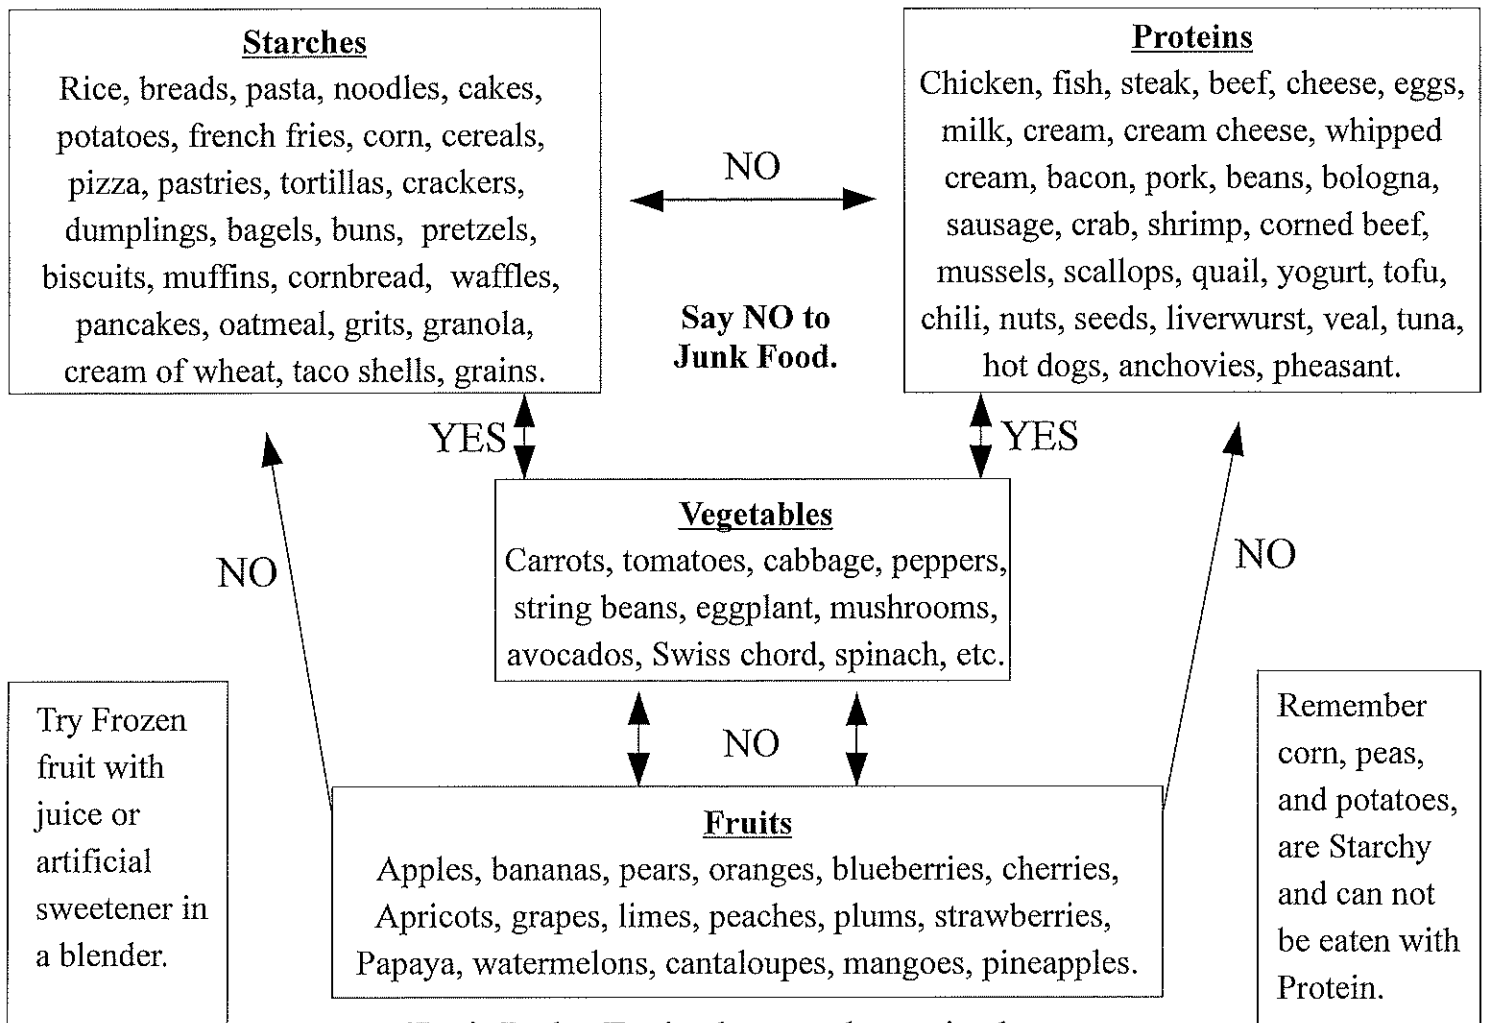 Starches
Rice, breads, pasta, noodles, cakes,
potatoes, french fries, corn, cereals,
pizza, pastries, tortillas, crackers,
dumplings, bagels, buns, pretzels,
biscuits, muffins, cornbread, waffles,
pancakes, oatmeal, grits, granola,
cream of wheat, taco shells, grains.
NO
Say NO to
Junk Food.
Proteins
Chicken, fish, steak, beef, cheese, eggs,
milk, cream, cream cheese, whipped
cream, bacon, pork, beans, bologna,
sausage, crab, shrimp, corned beef,
mussels, scallops, quail, yogurt, tofu,
chili, nuts, seeds, liverwurst, veal, tuna,
hot dogs, anchovies, pheasant.
YES
YES
Vegetables
Carrots, tomatoes, cabbage, peppers,
string beans, eggplant, mushrooms,
avocados, Swiss chord, spinach, etc.
NO
NO
NO
Try Frozen
fruit with
juice or
artificial
sweetener in
a blender.
Fruits
Apples, bananas, pears, oranges, blueberries, cherries,
Apricots, grapes, limes, peaches, plums, strawberries,
Papaya, watermelons, cantaloupes, mangoes, pineapples.
Remember
corn, peas,
and potatoes,
are Starchy
and can not
be eaten with
Protein.